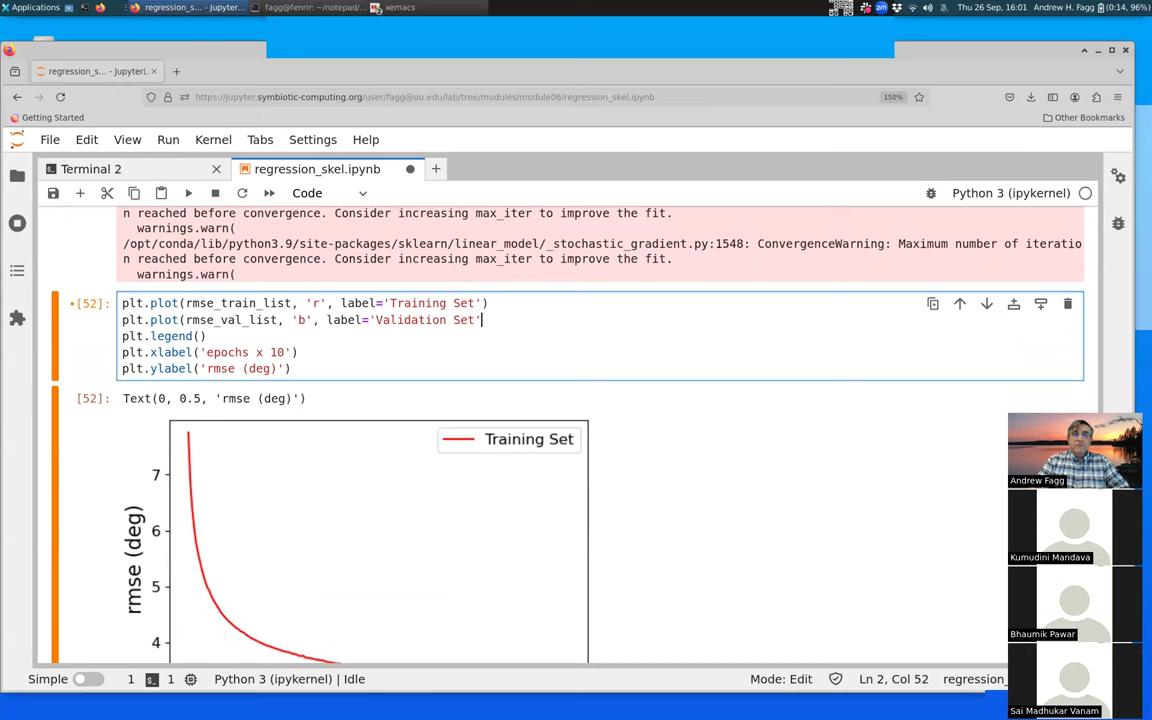 Applications
regression_s... - Jupyter...
fagg@fenrir: ~/notepad/...
xemacs
Thu 26 Sep, 16:01
Andrew H. Fagg
(0:14, 96%)
regression_s... - JupyterL
https://jupyter.symbiotic-computing.org/user/fagg@ou.edu/lab/tree/modules/module06/regression_skel.ipynb
150%
Getting Started
Other Bookmarks
File Edit View Run Kernel Tabs Settings Help
Terminal 2
regression_skel.ipynb
Code
Python 3 (ipykernel)
n reached before convergence. Consider increasing max_iter to improve the fit.
warnings.warn(
/opt/conda/lib/python3.9/site-packages/sklearn/linear_model/_stochastic_gradient.py:1548: ConvergenceWarning: Maximum number of iteratio
n reached before convergence. Consider increasing max_iter to improve the fit.
warnings.warn(
[52]: plt.plot(rmse_train_list, 'r', label='Training Set')
plt.plot(rmse_val_list, 'b', label='Validation Set'
plt.legend()
plt.xlabel('epochs x 10')
plt.ylabel('rmse (deg)')
[52]: Text(0, 0.5, 'rmse (deg)')
Training Set
7
6
5
4
rmse (deg)
Andrew Fagg
Kumudini Mandava
Bhaumik Pawar
Sai Madhukar Vanam
Simple
1
1
Python 3 (ipykernel) | Idle
Mode: Edit
Ln 2, Col 52
regression_